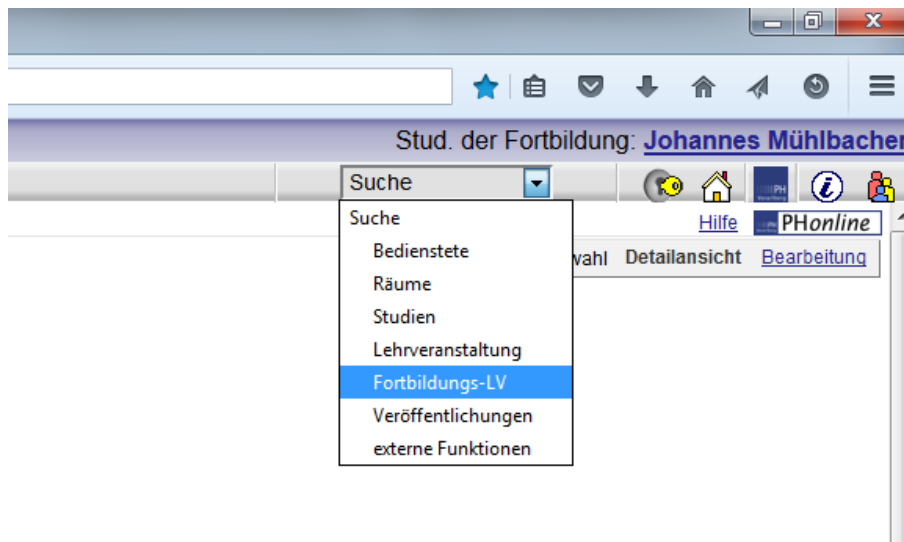 Stud. der Fortbildung: Johannes Mühlbacher
Suche
Suche
Hilfe PHonline
Bedienstete
wahl Detailansicht Bearbeitung
Räume
Studien
Lehrveranstaltung
Fortbildungs-LV
Veröffentlichungen
externe Funktionen